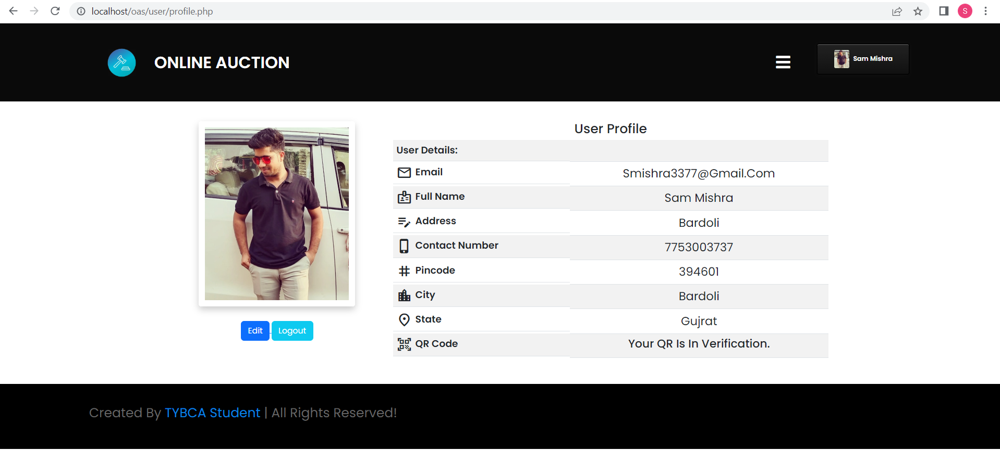 localhost/oas/user/profile.php
S
ONLINE AUCTION
Sam Mishra
User Profile
User Details:
Email Smishra3377@Gmail.Com
Full Name Sam Mishra
Address Bardoli
Contact Number 7753003737
Pincode 394601
City Bardoli
State Gujrat
QR Code Your QR Is In Verification.
Edit Logout
Created By TYBCA Student | All Rights Reserved!